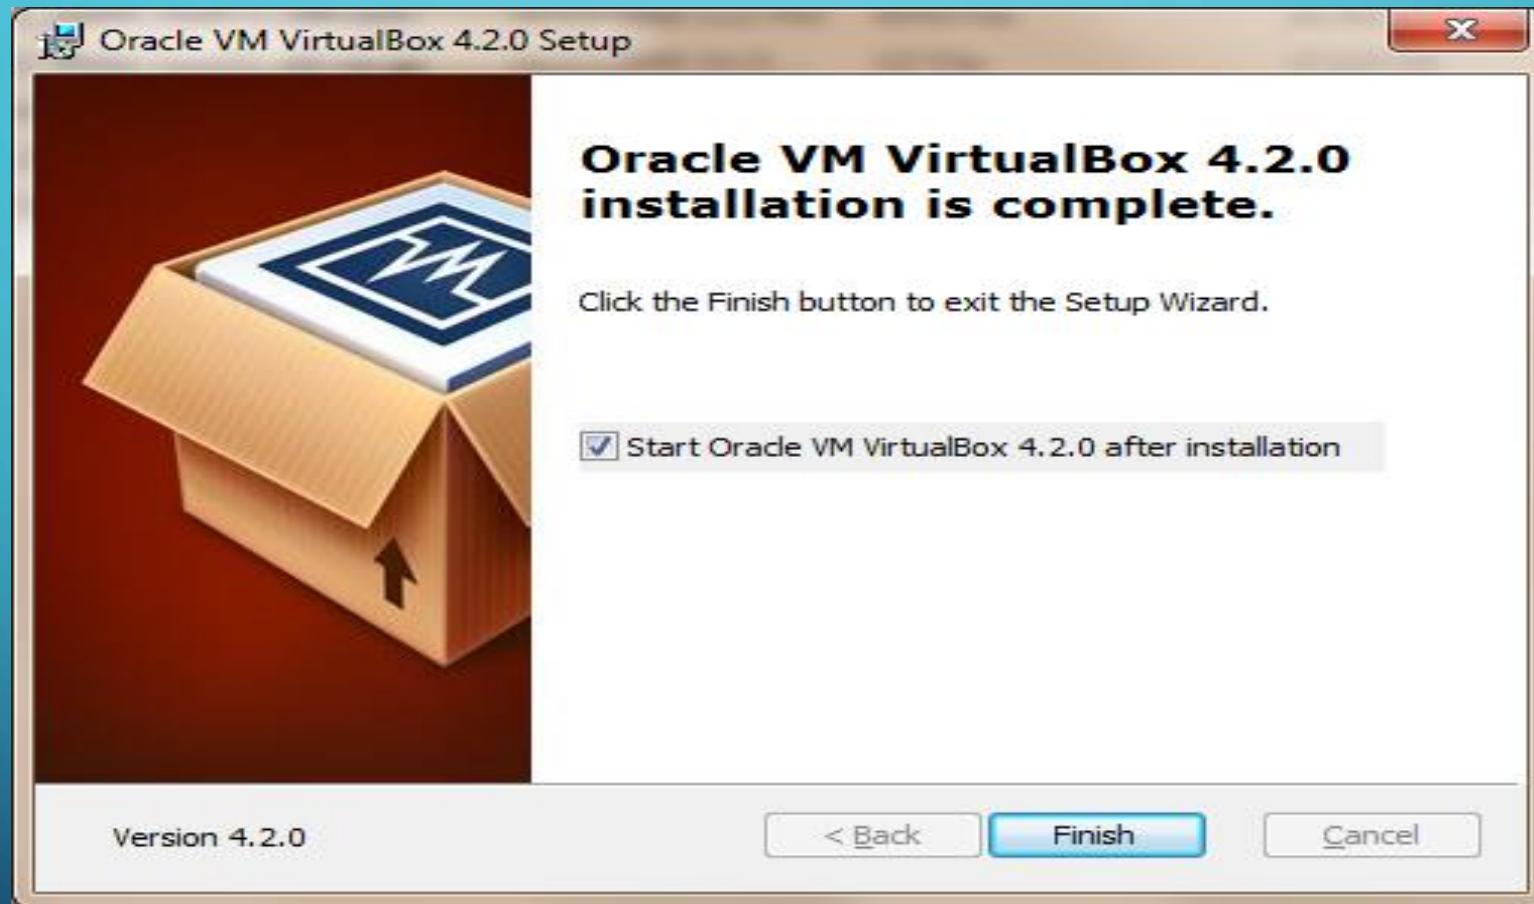 Oracle VM VirtualBox 4.2.0 Setup
Oracle VM VirtualBox 4.2.0
installation is complete.
Click the Finish button to exit the Setup Wizard.
Start Oracle VM VirtualBox 4.2.0 after installation
Version 4.2.0
< Back
Finish
Cancel